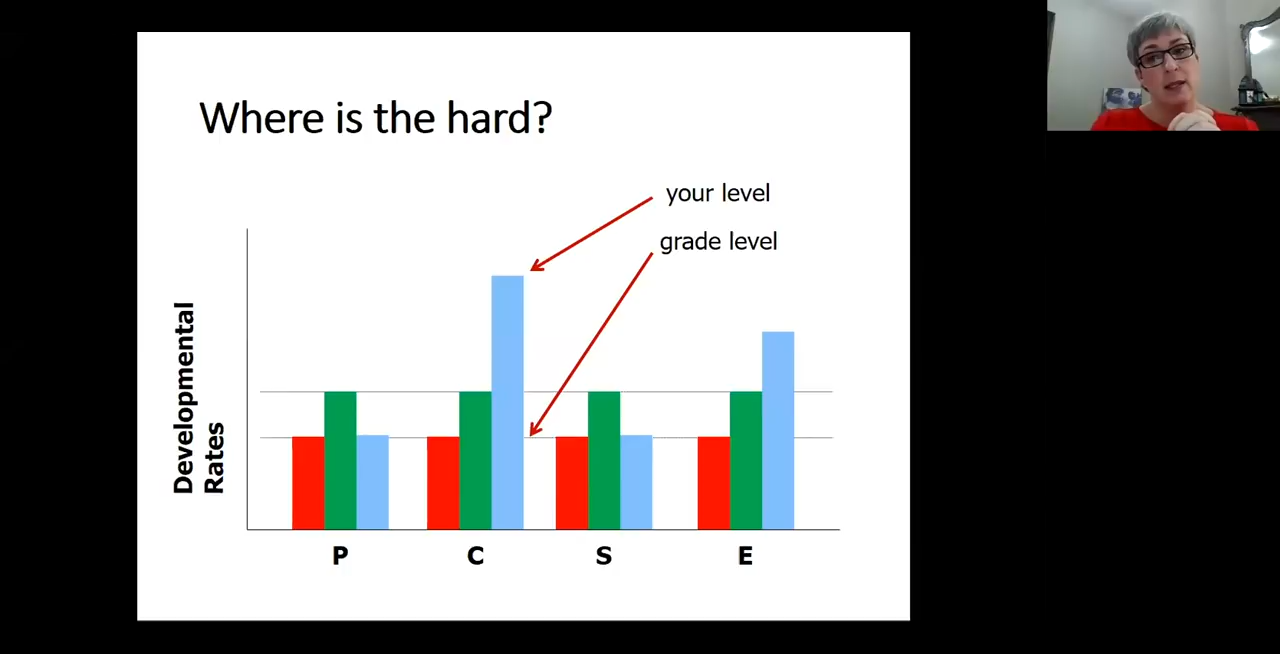 Where is the hard?
your level
grade level
Developmental
Rates
P C S E